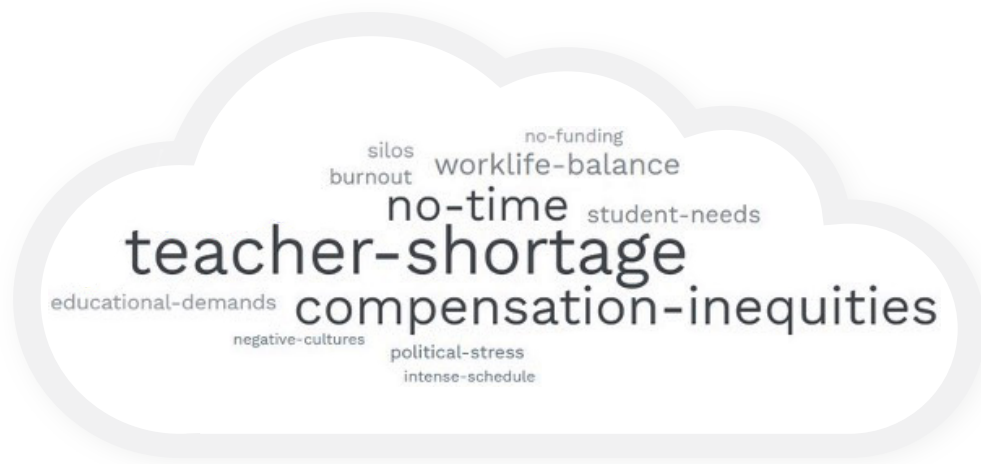 no-funding
silos
worklife-balance
burnout
no-time
student-needs
teacher-shortage
educational-demands
compensation-inequities
negative-cultures
political-stress
intense-schedule